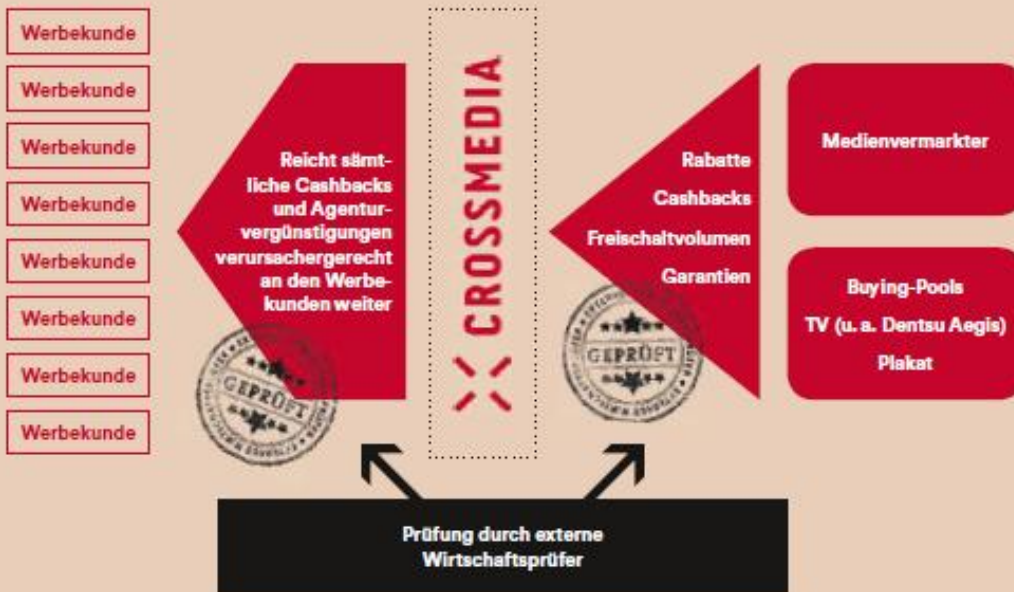 Werbekunde
Werbekunde
Werbekunde
Werbekunde
Werbekunde
Werbekunde
Werbekunde
Werbekunde
Reicht sämt-
liche Cashbacks
und Agentur-
vergünstigungen
verursachergerecht
an den Werbe-
kunden weiter
GEPRÜFT
CROSSMEDIA
Rabatte
Cashbacks
Freischaltvolumen
Garantien
GEPRÜFT
Medienvermarkter
Buying-Pools
TV (u. a. Dentsu Aegis)
Plakat
Prüfung durch externe
Wirtschaftsprüfer